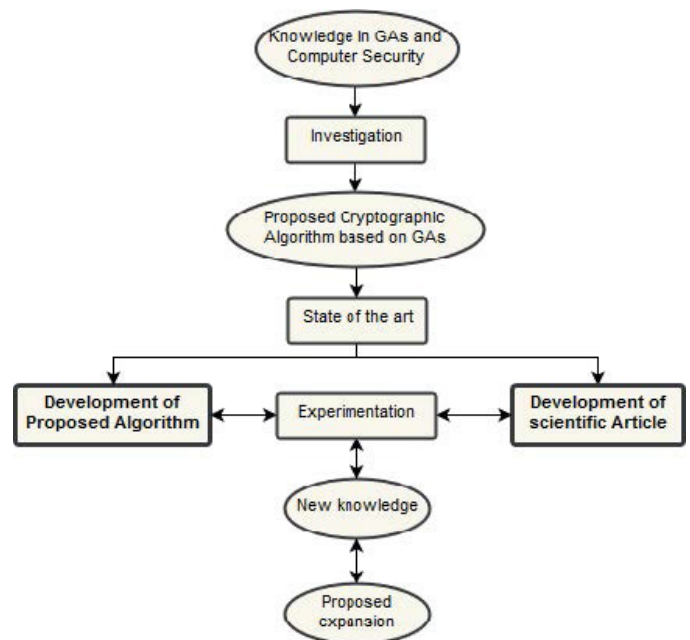 Knowledge in GAs and
Computer Security
Investigation
Proposed Cryptographic
Algorithm based on GAs
State of the art
Development of
Proposed Algorithm
Experimentation
Development of
scientific Article
New knowledge
Proposed
expansion